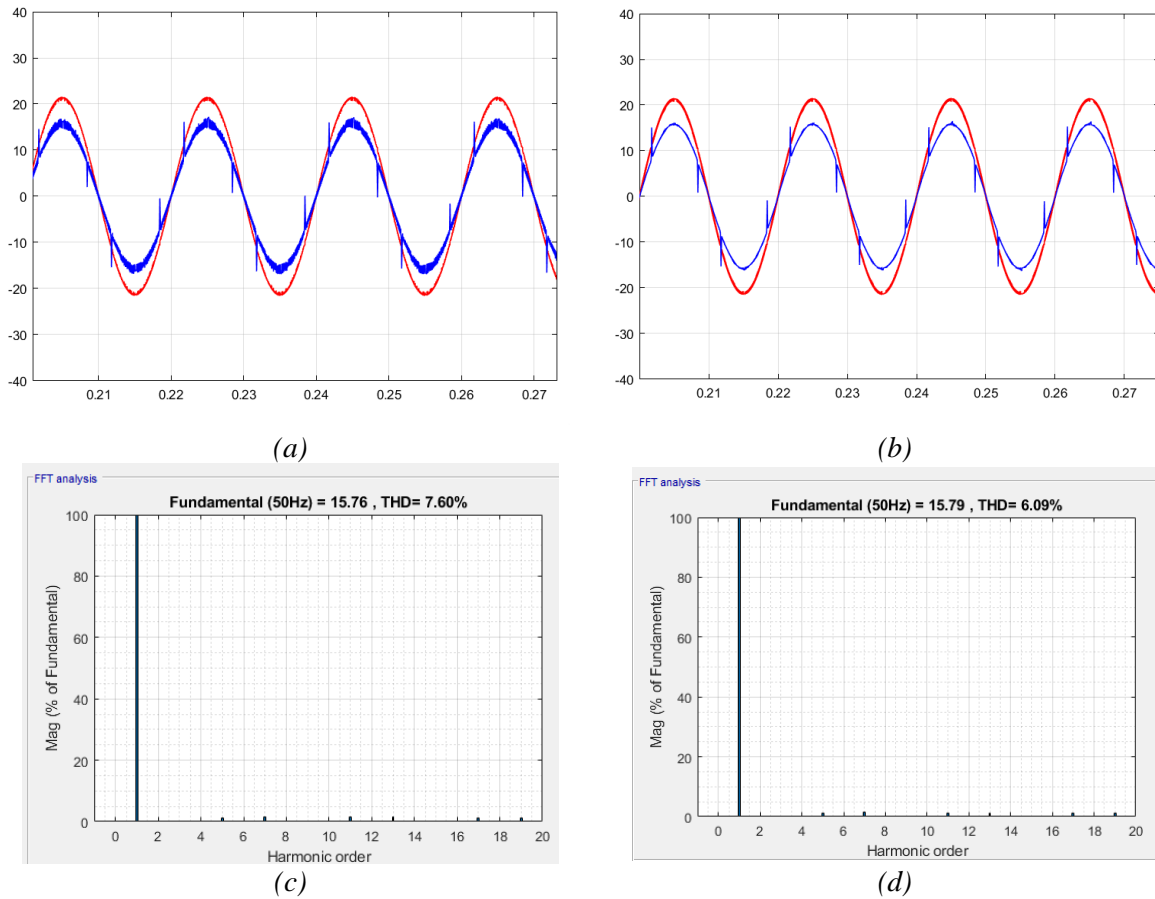 40
30
20
10
0
-10
-20
-30
-40
0.21 0.22 0.23 0.24 0.25 0.26 0.27
(a)
40
30
20
10
0
-10
-20
-30
-40
0.21 0.22 0.23 0.24 0.25 0.26 0.27
(b)
FFT analysis
Fundamental (50Hz) = 15.76 , THD= 7.60%
Mag (% of Fundamental)
100
80
60
40
20
0
0 2 4 6 8 10 12 14 16 18 20
Harmonic order
(c)
FFT analysis
Fundamental (50Hz) = 15.79 , THD= 6.09%
Mag (% of Fundamental)
100
80
60
40
20
0
0 2 4 6 8 10 12 14 16 18 20
Harmonic order
(d)